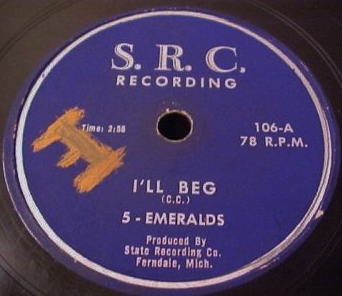 S. R. C.
RECORDING
Time: 2:58
106-A
78 R.P.M.
I'LL BEG
(C.C.)
5 - EMERALDS
Produced By
State Recording Co.
Ferndale, Mich.